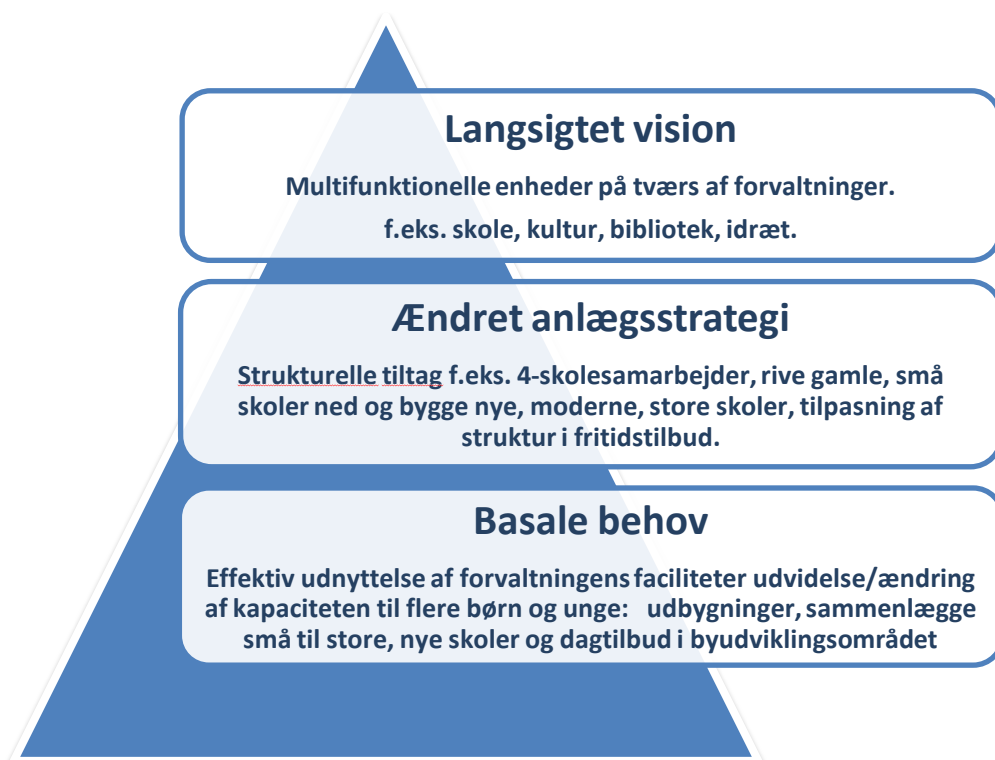 Langsigtet vision
Multifunktionelle enheder på tværs af forvaltninger.
f.eks. skole, kultur, bibliotek, idræt.
Ændret anlægsstrategi
Strukturelle tiltag f.eks. 4-skolesamarbejder, rive gamle, små
skoler ned og bygge nye, moderne, store skoler, tilpasning af
struktur i fritidstilbud.
Basale behov
Effektiv udnyttelse af forvaltningens faciliteter udvidelse/ændring
af kapaciteten til flere børn og unge: udbygninger, sammenlægge
små til store, nye skoler og dagtilbud i byudviklingsområdet